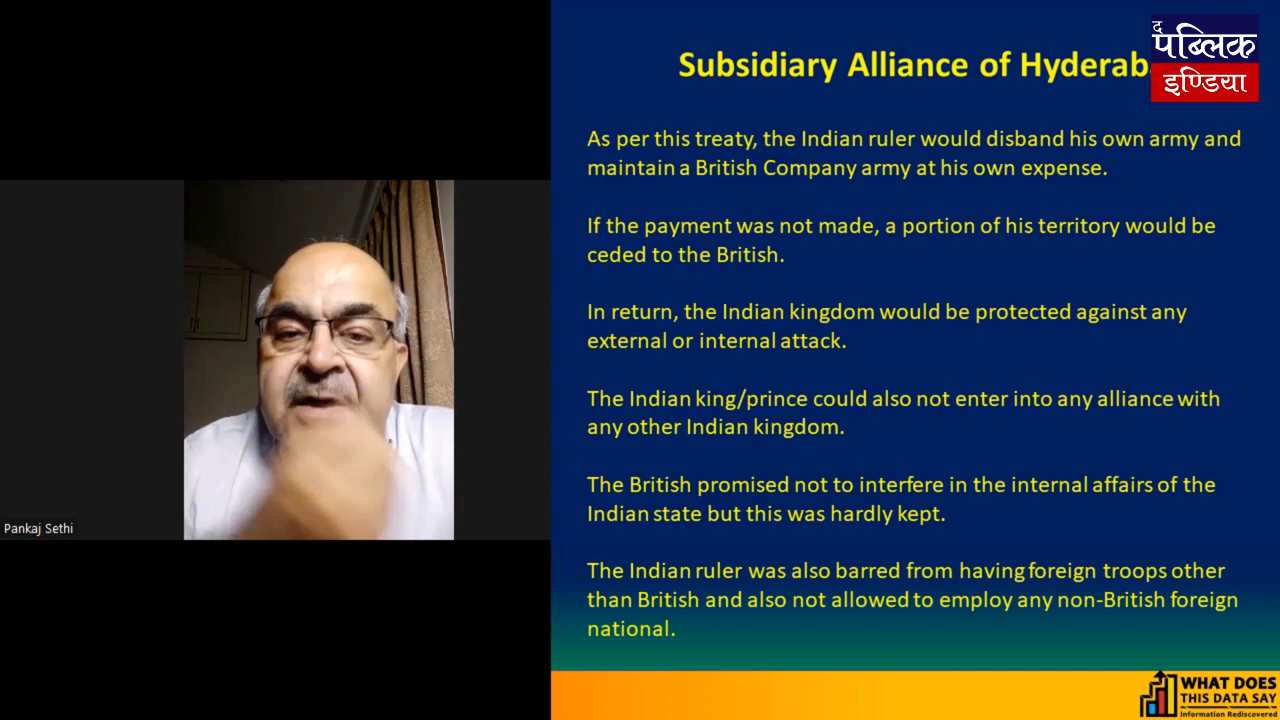 Subsidiary Alliance of Hyderab
द
पब्लिक
इण्डिया
As per this treaty, the Indian ruler would disband his own army and
maintain a British Company army at his own expense.
If the payment was not made, a portion of his territory would be
ceded to the British.
In return, the Indian kingdom would be protected against any
external or internal attack.
The Indian king/prince could also not enter into any alliance with
any other Indian kingdom.
The British promised not to interfere in the internal affairs of the
Indian state but this was hardly kept.
The Indian ruler was also barred from having foreign troops other
than British and also not allowed to employ any non-British foreign
national.
Pankaj Sethi
WHAT DOES
THIS DATA SAY
Information Rediscovered